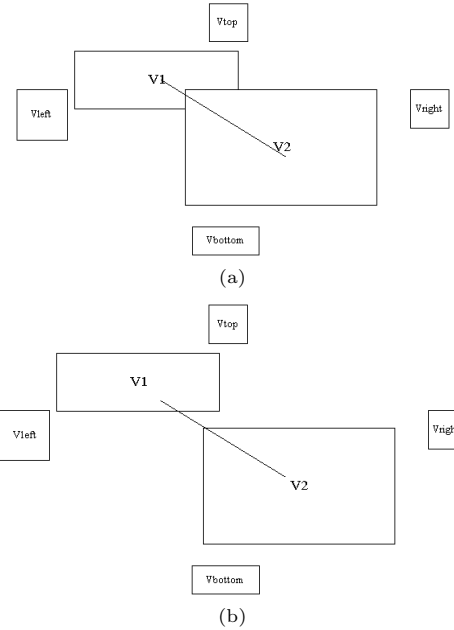 Vtop
V1
Vleft
Vright
V2
Vbottom
(a)
Vtop
V1
Vleft
Vrigh
V2
Vbottom
(b)